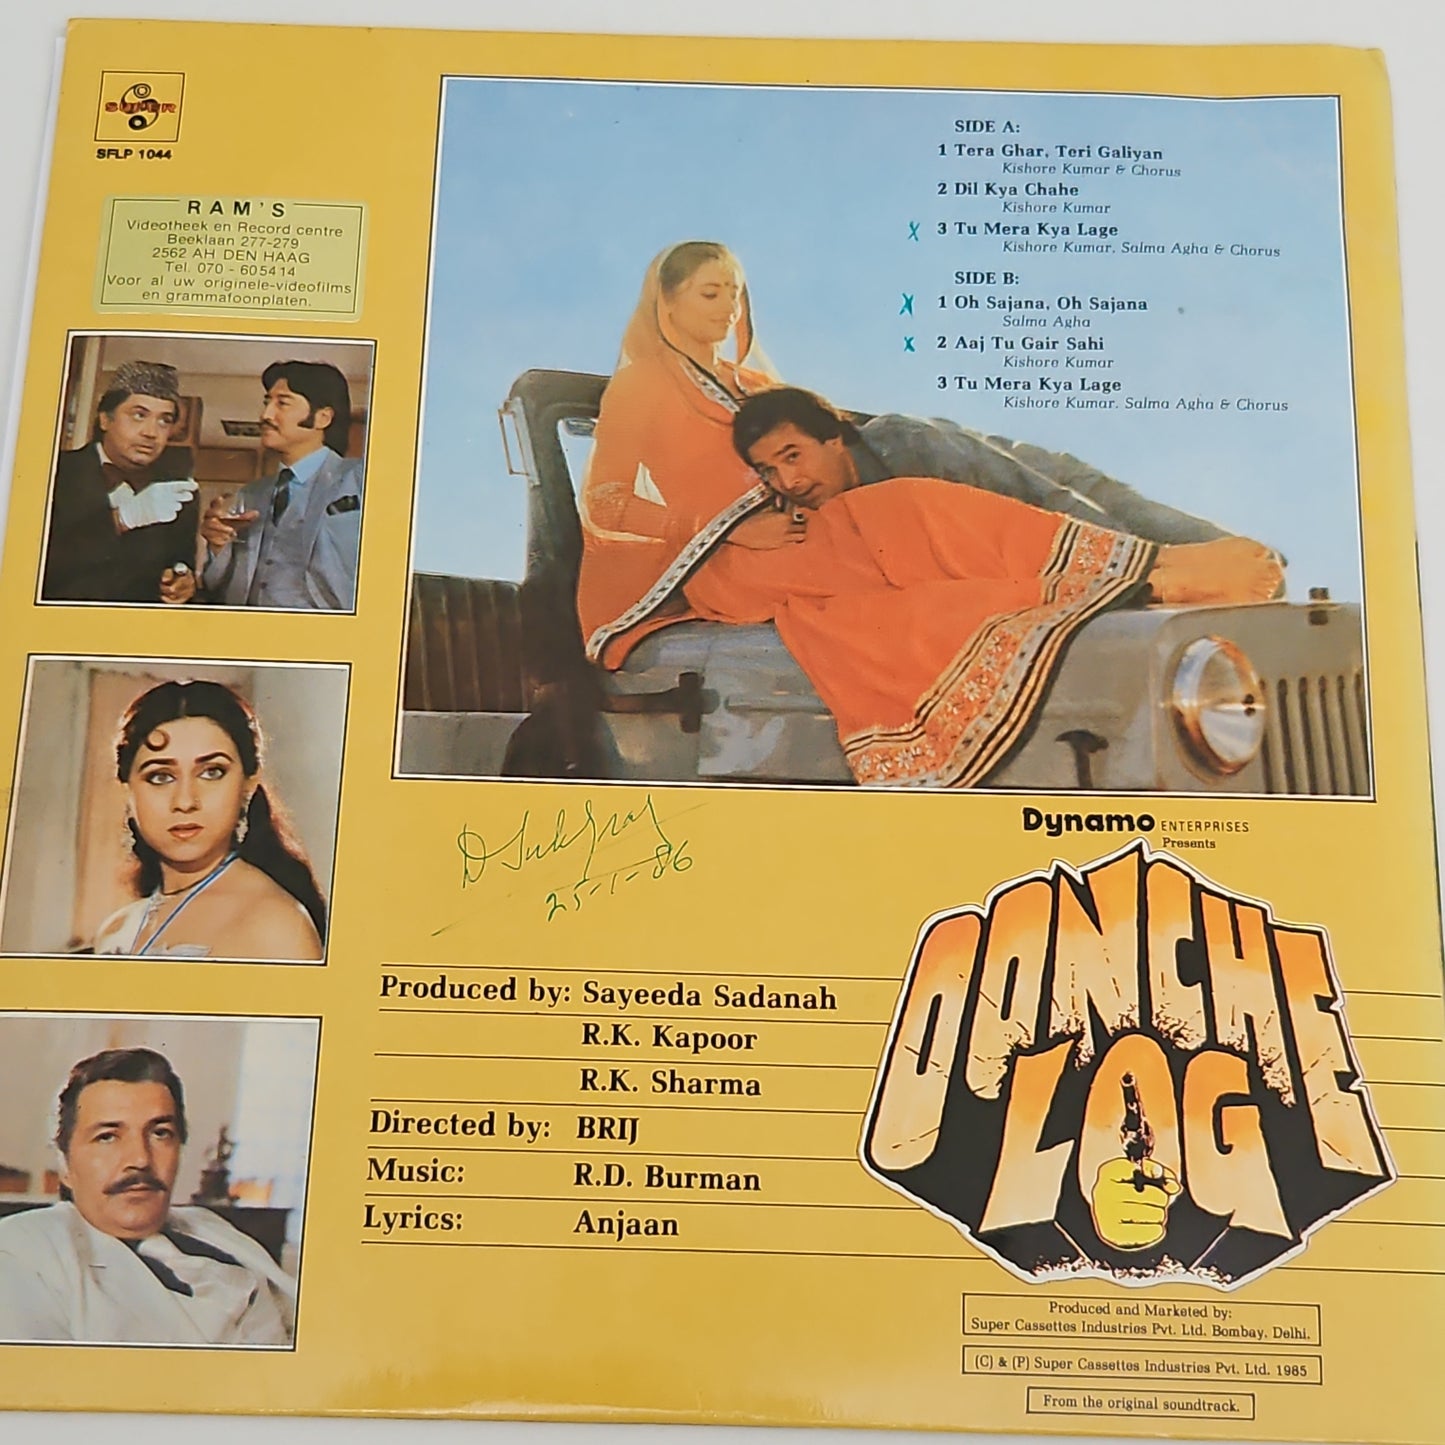 SUPER
SFLP 1044
RAM'S
Videotheek en Record centre
Beeklaan 277-279
2562 AH DEN HAAG
Tel. 070 - 605414
Voor al uw originele-videofilms
en grammafoonplaten.
SIDE A:
1 Tera Ghar, Teri Galiyan
Kishore Kumar & Chorus
2 Dil Kya Chahe
Kishore Kumar
X 3 Tu Mera Kya Lage
Kishore Kumar, Salma Agha & Chorus
SIDE B:
X 1 Oh Sajana, Oh Sajana
Salma Agha
X 2 Aaj Tu Gair Sahi
Kishore Kumar
3 Tu Mera Kya Lage
Kishore Kumar, Salma Agha & Chorus
25-1-86
Dynamo ENTERPRISES
Presents
OONCHE
LOG
Produced by: Sayeeda Sadanah
R.K. Kapoor
R.K. Sharma
Directed by: BRIJ
Music: R.D. Burman
Lyrics: Anjaan
Produced and Marketed by:
Super Cassettes Industries Pvt. Ltd. Bombay, Delhi.
(C) & (P) Super Cassettes Industries Pvt. Ltd. 1985
From the original soundtrack.